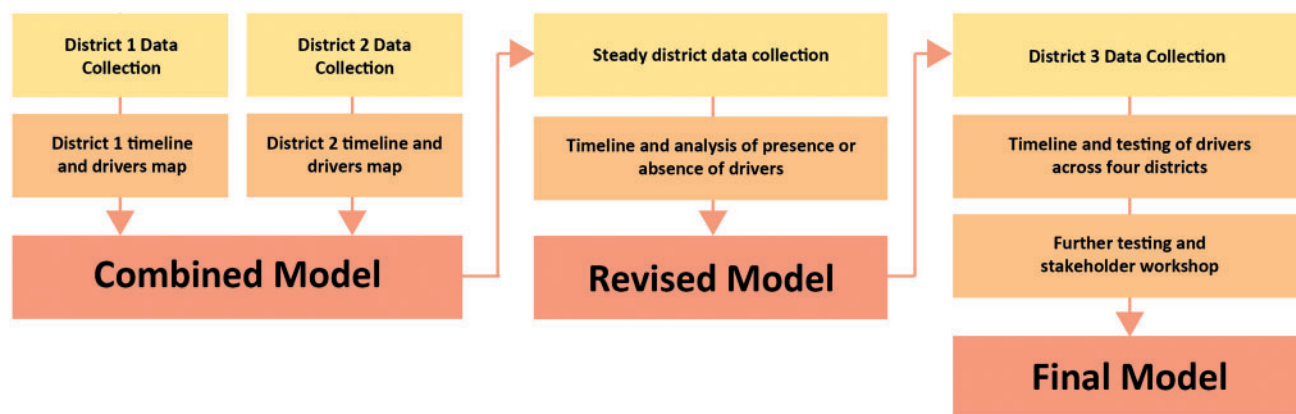 District 1 Data
Collection
District 1 timeline
and drivers map
District 2 Data
Collection
District 2 timeline and
drivers map
Combined Model
Steady district data collection
Timeline and analysis of presence or
absence of drivers
Revised Model
District 3 Data Collection
Timeline and testing of drivers
across four districts
Further testing and
stakeholder workshop
Final Model